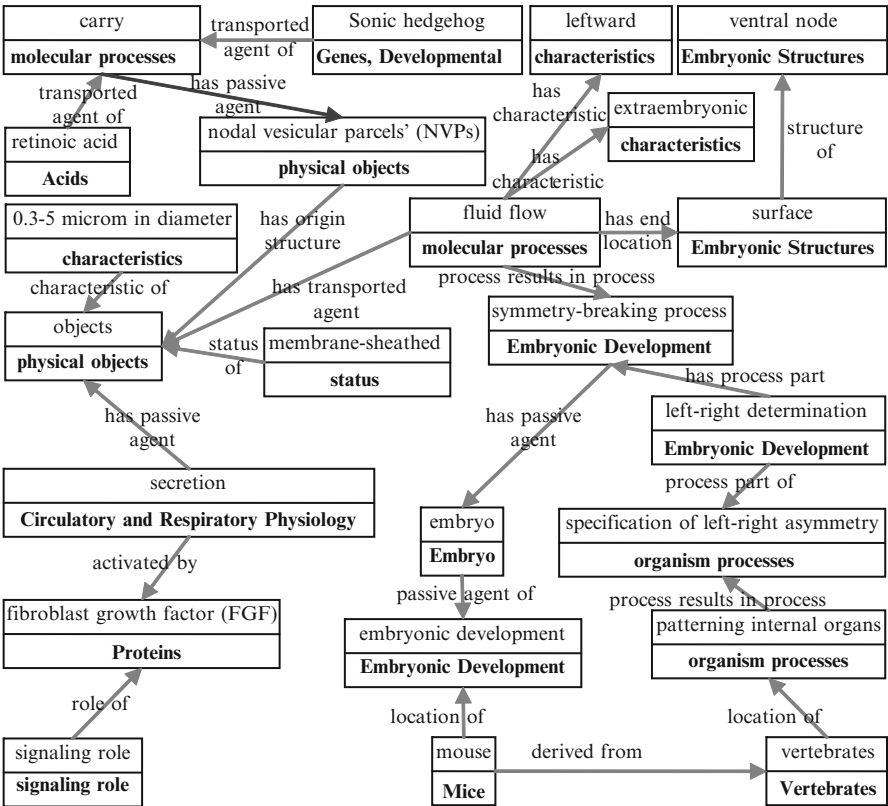 carry
molecular processes
transported
agent of
Sonic hedgehog
Genes, Developmental
leftward
characteristics
ventral node
Embryonic Structures
transported
agent of
has passive
agent
has
characteristic
extraembryonic
characteristics
structure
of
retinoic acid
Acids
nodal vesicular parcels’ (NVPs)
physical objects
has
characteristic
0.3-5 microm in diameter
characteristics
has origin
structure
fluid flow
molecular processes
has end
location
surface
Embryonic Structures
characteristic of
has transported
agent
process results in process
objects
physical objects
status
of
membrane-sheathed
status
symmetry-breaking process
Embryonic Development
has process part
has passive
agent
has passive
agent
left-right determination
Embryonic Development
secretion
Circulatory and Respiratory Physiology
process part of
embryo
Embryo
specification of left-right asymmetry
organism processes
activated by
passive agent of
process results in process
fibroblast growth factor (FGF)
Proteins
embryonic development
Embryonic Development
patterning internal organs
organism processes
role of
location of
location of
signaling role
signaling role
mouse
Mice
derived from
vertebrates
Vertebrates